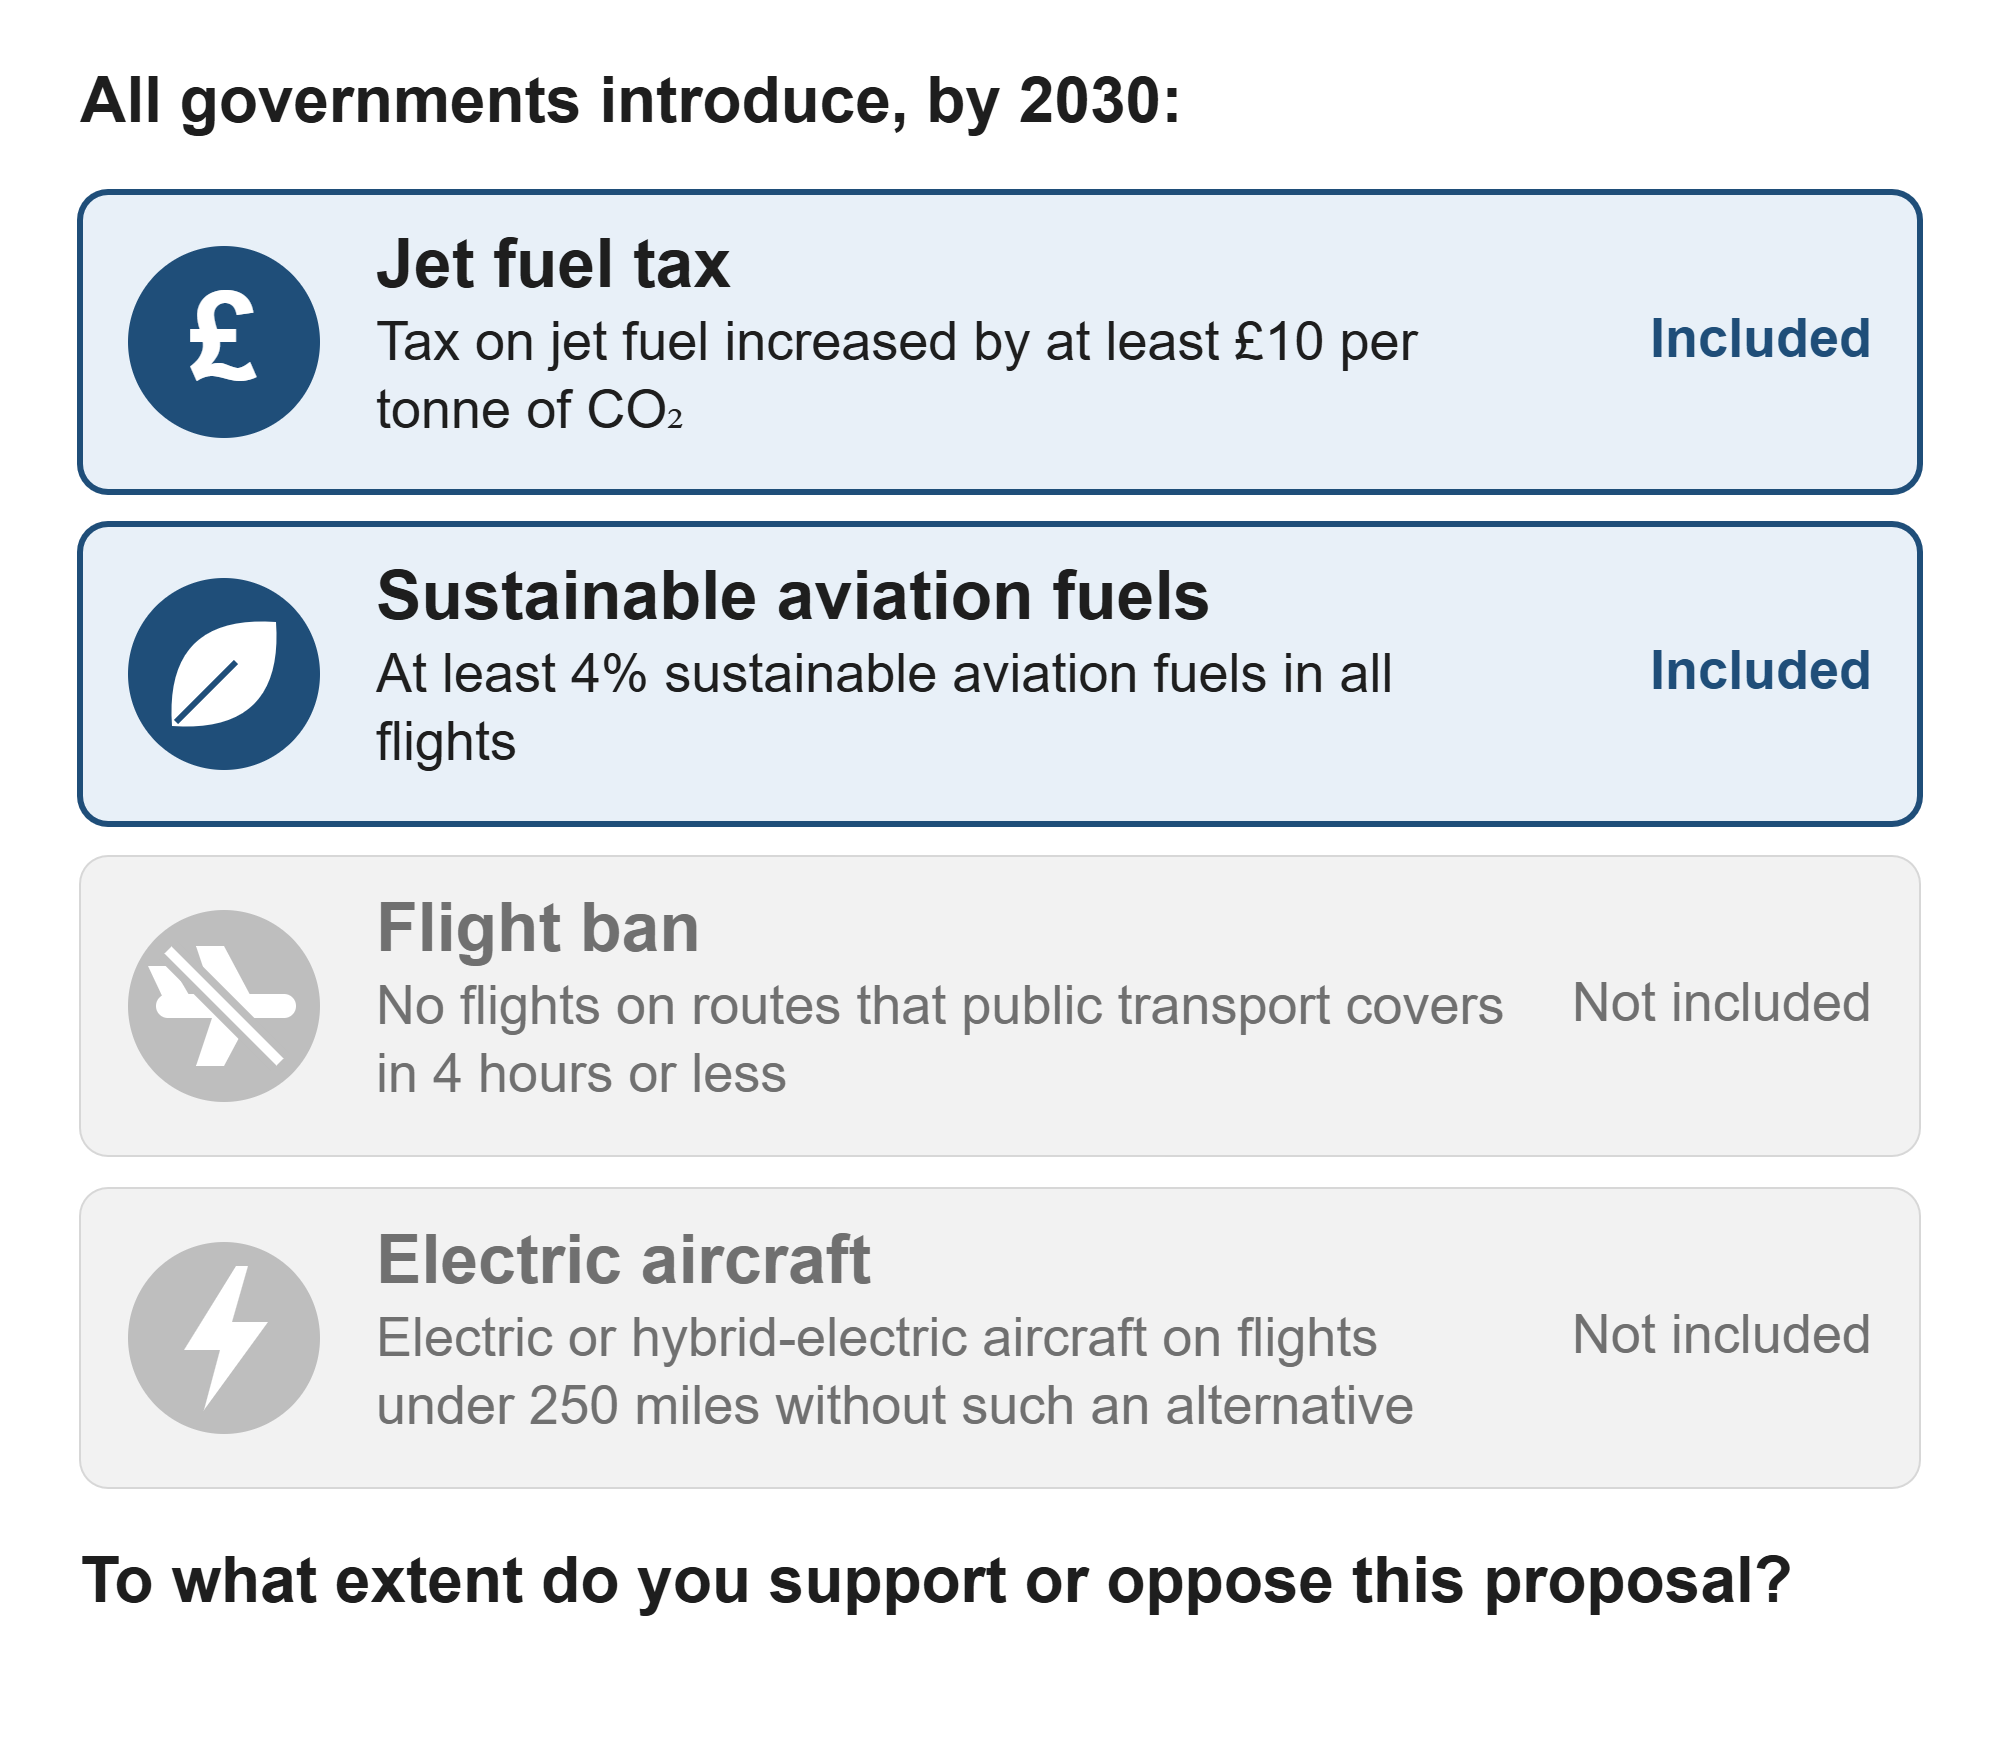 All governments introduce, by 2030:
£
Jet fuel tax
Tax on jet fuel increased by at least £10 per
tonne of CO₂
Included
Sustainable aviation fuels
At least 4% sustainable aviation fuels in all
flights
Included
Flight ban
No flights on routes that public transport covers
in 4 hours or less
Not included
Electric aircraft
Electric or hybrid-electric aircraft on flights
under 250 miles without such an alternative
Not included
To what extent do you support or oppose this proposal?